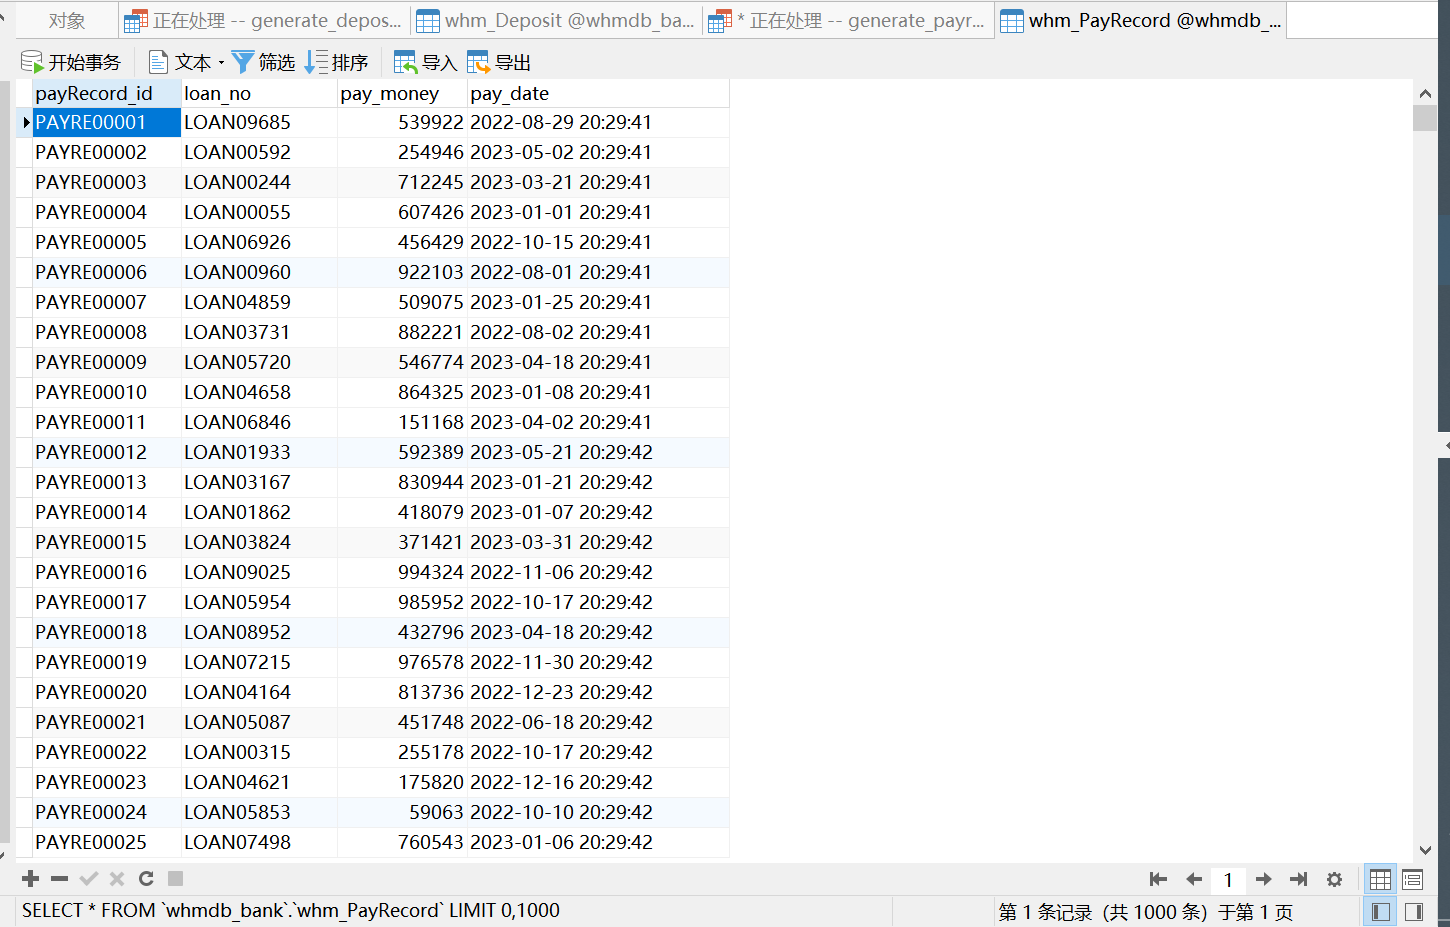 对象 正在处理 -- generate_depos... whm_Deposit @whmdb_ba... * 正在处理 -- generate_payr... whm_PayRecord @whmdb_...
开始事务 文本 筛选 排序 导入 导出
payRecord_id loan_no pay_money pay_date
PAYRE00001 LOAN09685 539922 2022-08-29 20:29:41
PAYRE00002 LOAN00592 254946 2023-05-02 20:29:41
PAYRE00003 LOAN00244 712245 2023-03-21 20:29:41
PAYRE00004 LOAN00055 607426 2023-01-01 20:29:41
PAYRE00005 LOAN06926 456429 2022-10-15 20:29:41
PAYRE00006 LOAN00960 922103 2022-08-01 20:29:41
PAYRE00007 LOAN04859 509075 2023-01-25 20:29:41
PAYRE00008 LOAN03731 882221 2022-08-02 20:29:41
PAYRE00009 LOAN05720 546774 2023-04-18 20:29:41
PAYRE00010 LOAN04658 864325 2023-01-08 20:29:41
PAYRE00011 LOAN06846 151168 2023-04-02 20:29:41
PAYRE00012 LOAN01933 592389 2023-05-21 20:29:42
PAYRE00013 LOAN03167 830944 2023-01-21 20:29:42
PAYRE00014 LOAN01862 418079 2023-01-07 20:29:42
PAYRE00015 LOAN03824 371421 2023-03-31 20:29:42
PAYRE00016 LOAN09025 994324 2022-11-06 20:29:42
PAYRE00017 LOAN05954 985952 2022-10-17 20:29:42
PAYRE00018 LOAN08952 432796 2023-04-18 20:29:42
PAYRE00019 LOAN07215 976578 2022-11-30 20:29:42
PAYRE00020 LOAN04164 813736 2022-12-23 20:29:42
PAYRE00021 LOAN05087 451748 2022-06-18 20:29:42
PAYRE00022 LOAN00315 255178 2022-10-17 20:29:42
PAYRE00023 LOAN04621 175820 2022-12-16 20:29:42
PAYRE00024 LOAN05853 59063 2022-10-10 20:29:42
PAYRE00025 LOAN07498 760543 2023-01-06 20:29:42
1
SELECT * FROM `whmdb_bank`.`whm_PayRecord` LIMIT 0,1000 第 1 条记录（共 1000 条）于第 1 页